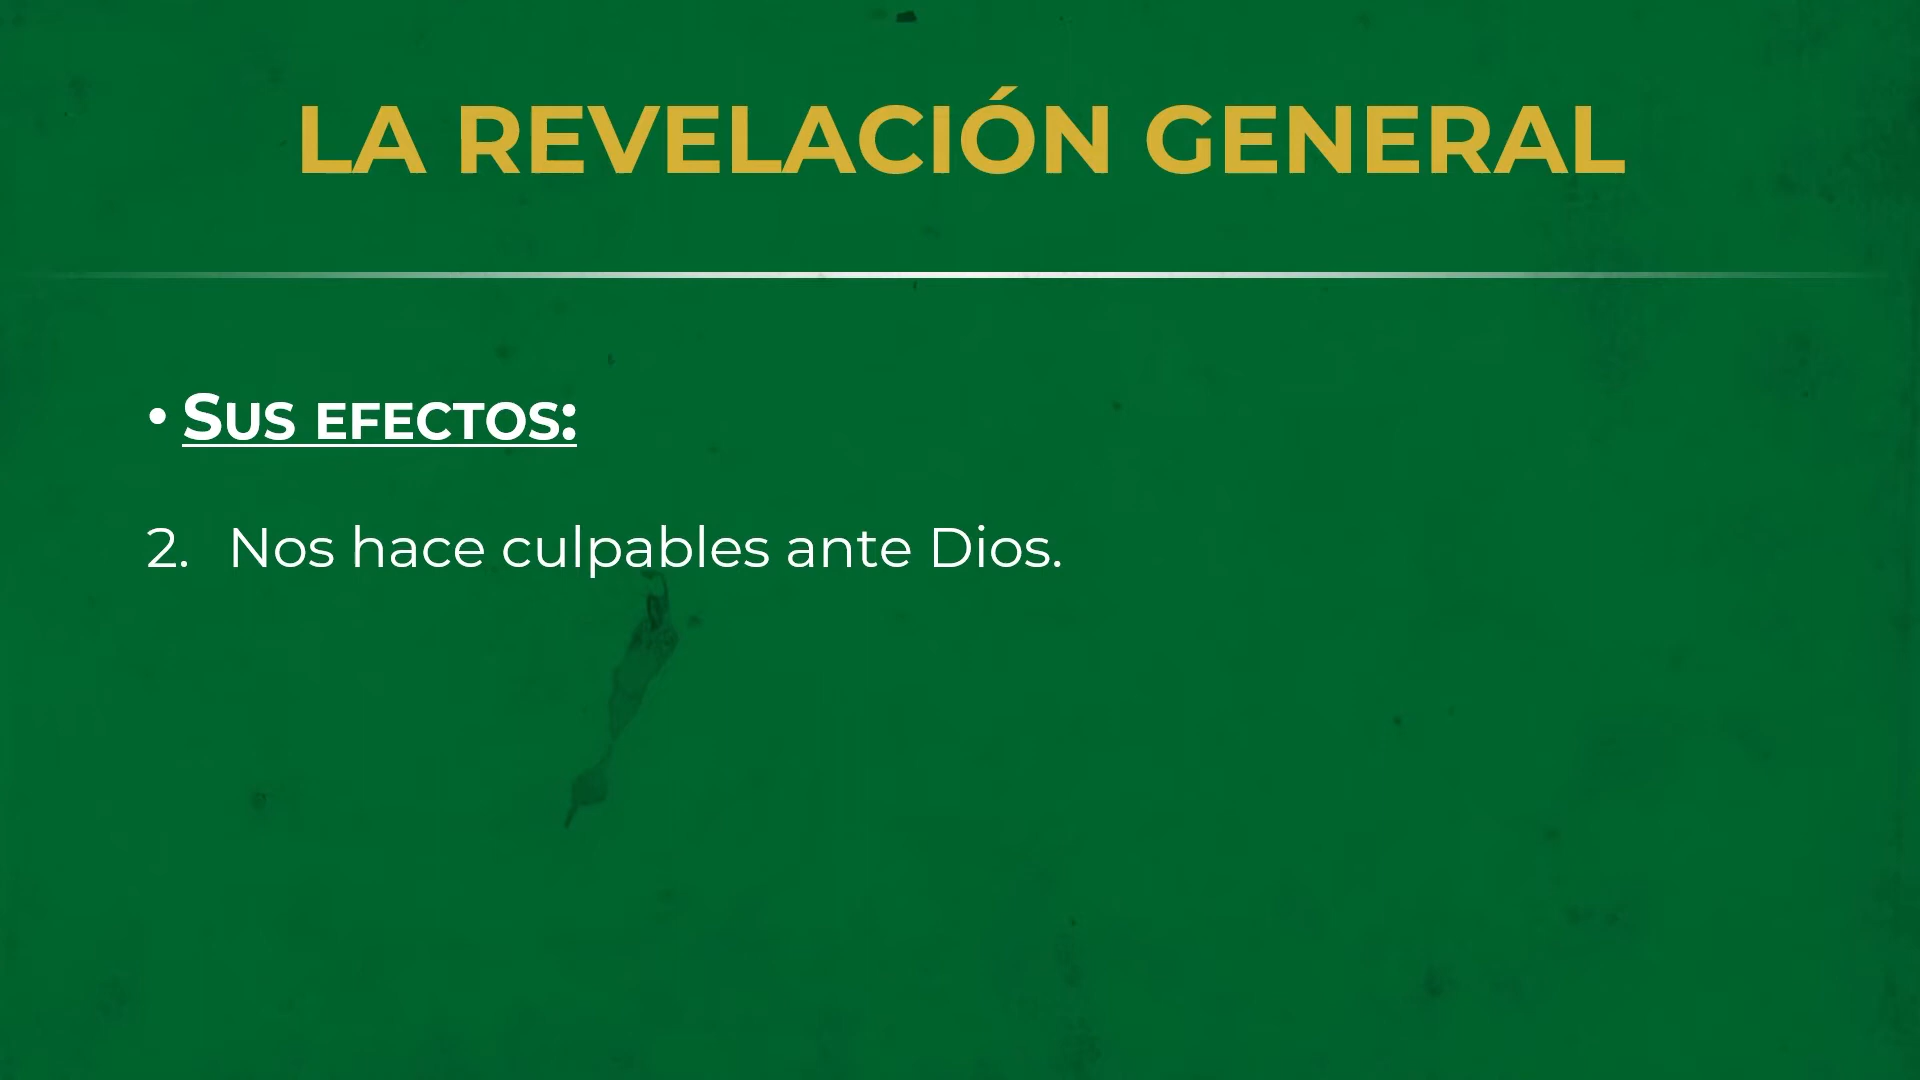 LA REVELACIÓN GENERAL
• SUS EFECTOS:
2. Nos hace culpables ante Dios.